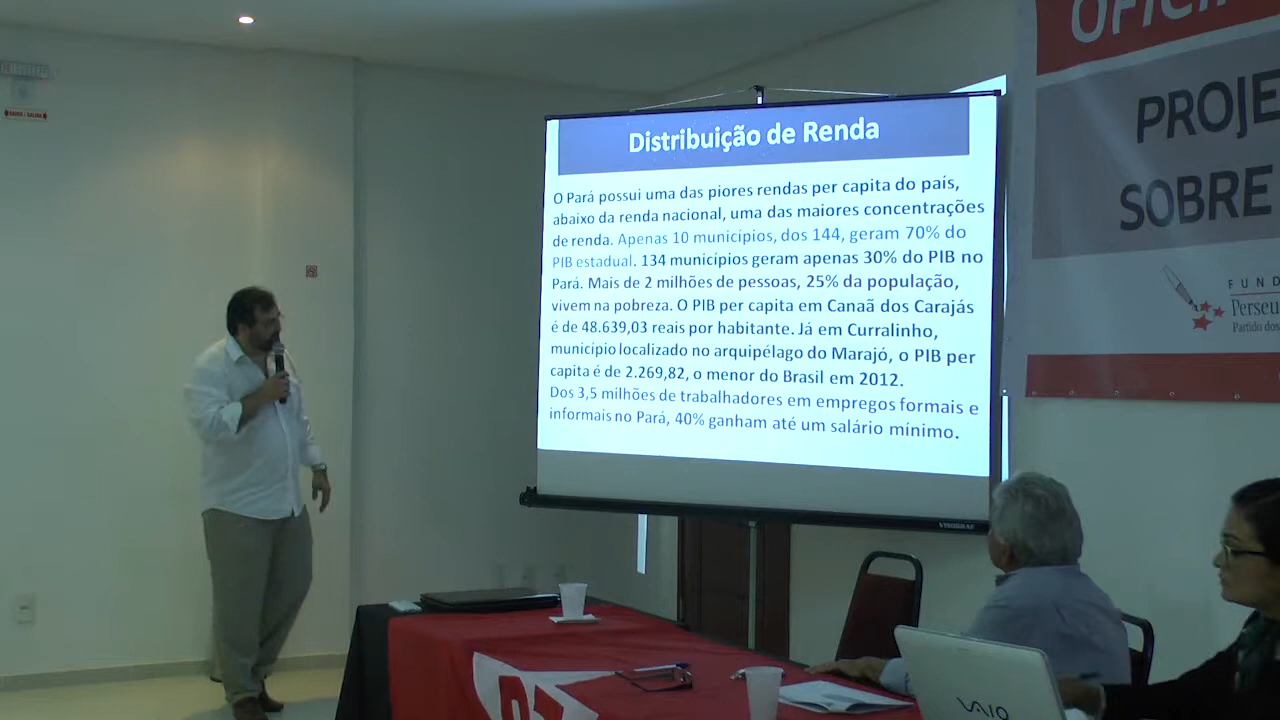 Distribuição de Renda
O Pará possui uma das piores rendas per capita do país,
abaixo da renda nacional, uma das maiores concentrações
de renda. Apenas 10 municípios, dos 144, geram 70% do
PIB estadual. 134 municípios geram apenas 30% do PIB no
Pará. Mais de 2 milhões de pessoas, 25% da população,
vivem na pobreza. O PIB per capita em Canaã dos Carajás
é de 48.639,03 reais por habitante. Já em Curralinho,
município localizado no arquipélago do Marajó, o PIB per
capita é de 2.269,82, o menor do Brasil em 2012.
Dos 3,5 milhões de trabalhadores em empregos formais e
informais no Pará, 40% ganham até um salário mínimo.
OFICI
PROJE
SOBRE
FUND
Perseu
Partido dos
VAIO